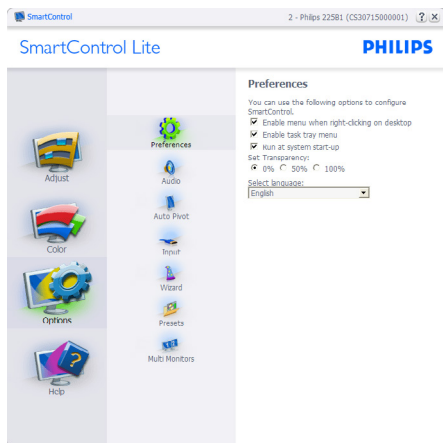 SmartControl
2 - Philips 225B1 (CS30715000001) ? X
SmartControl Lite
PHILIPS
Adjust
Color
Options
Help
Preferences
Audio
Auto Pivot
Input
Wizard
Presets
Multi Monitors
Preferences
You can use the following options to configure
SmartControl.
Enable menu when right-clicking on desktop
Enable task tray menu
Run at system start-up
Set Transparency:
0% 50% 100%
Select language:
English